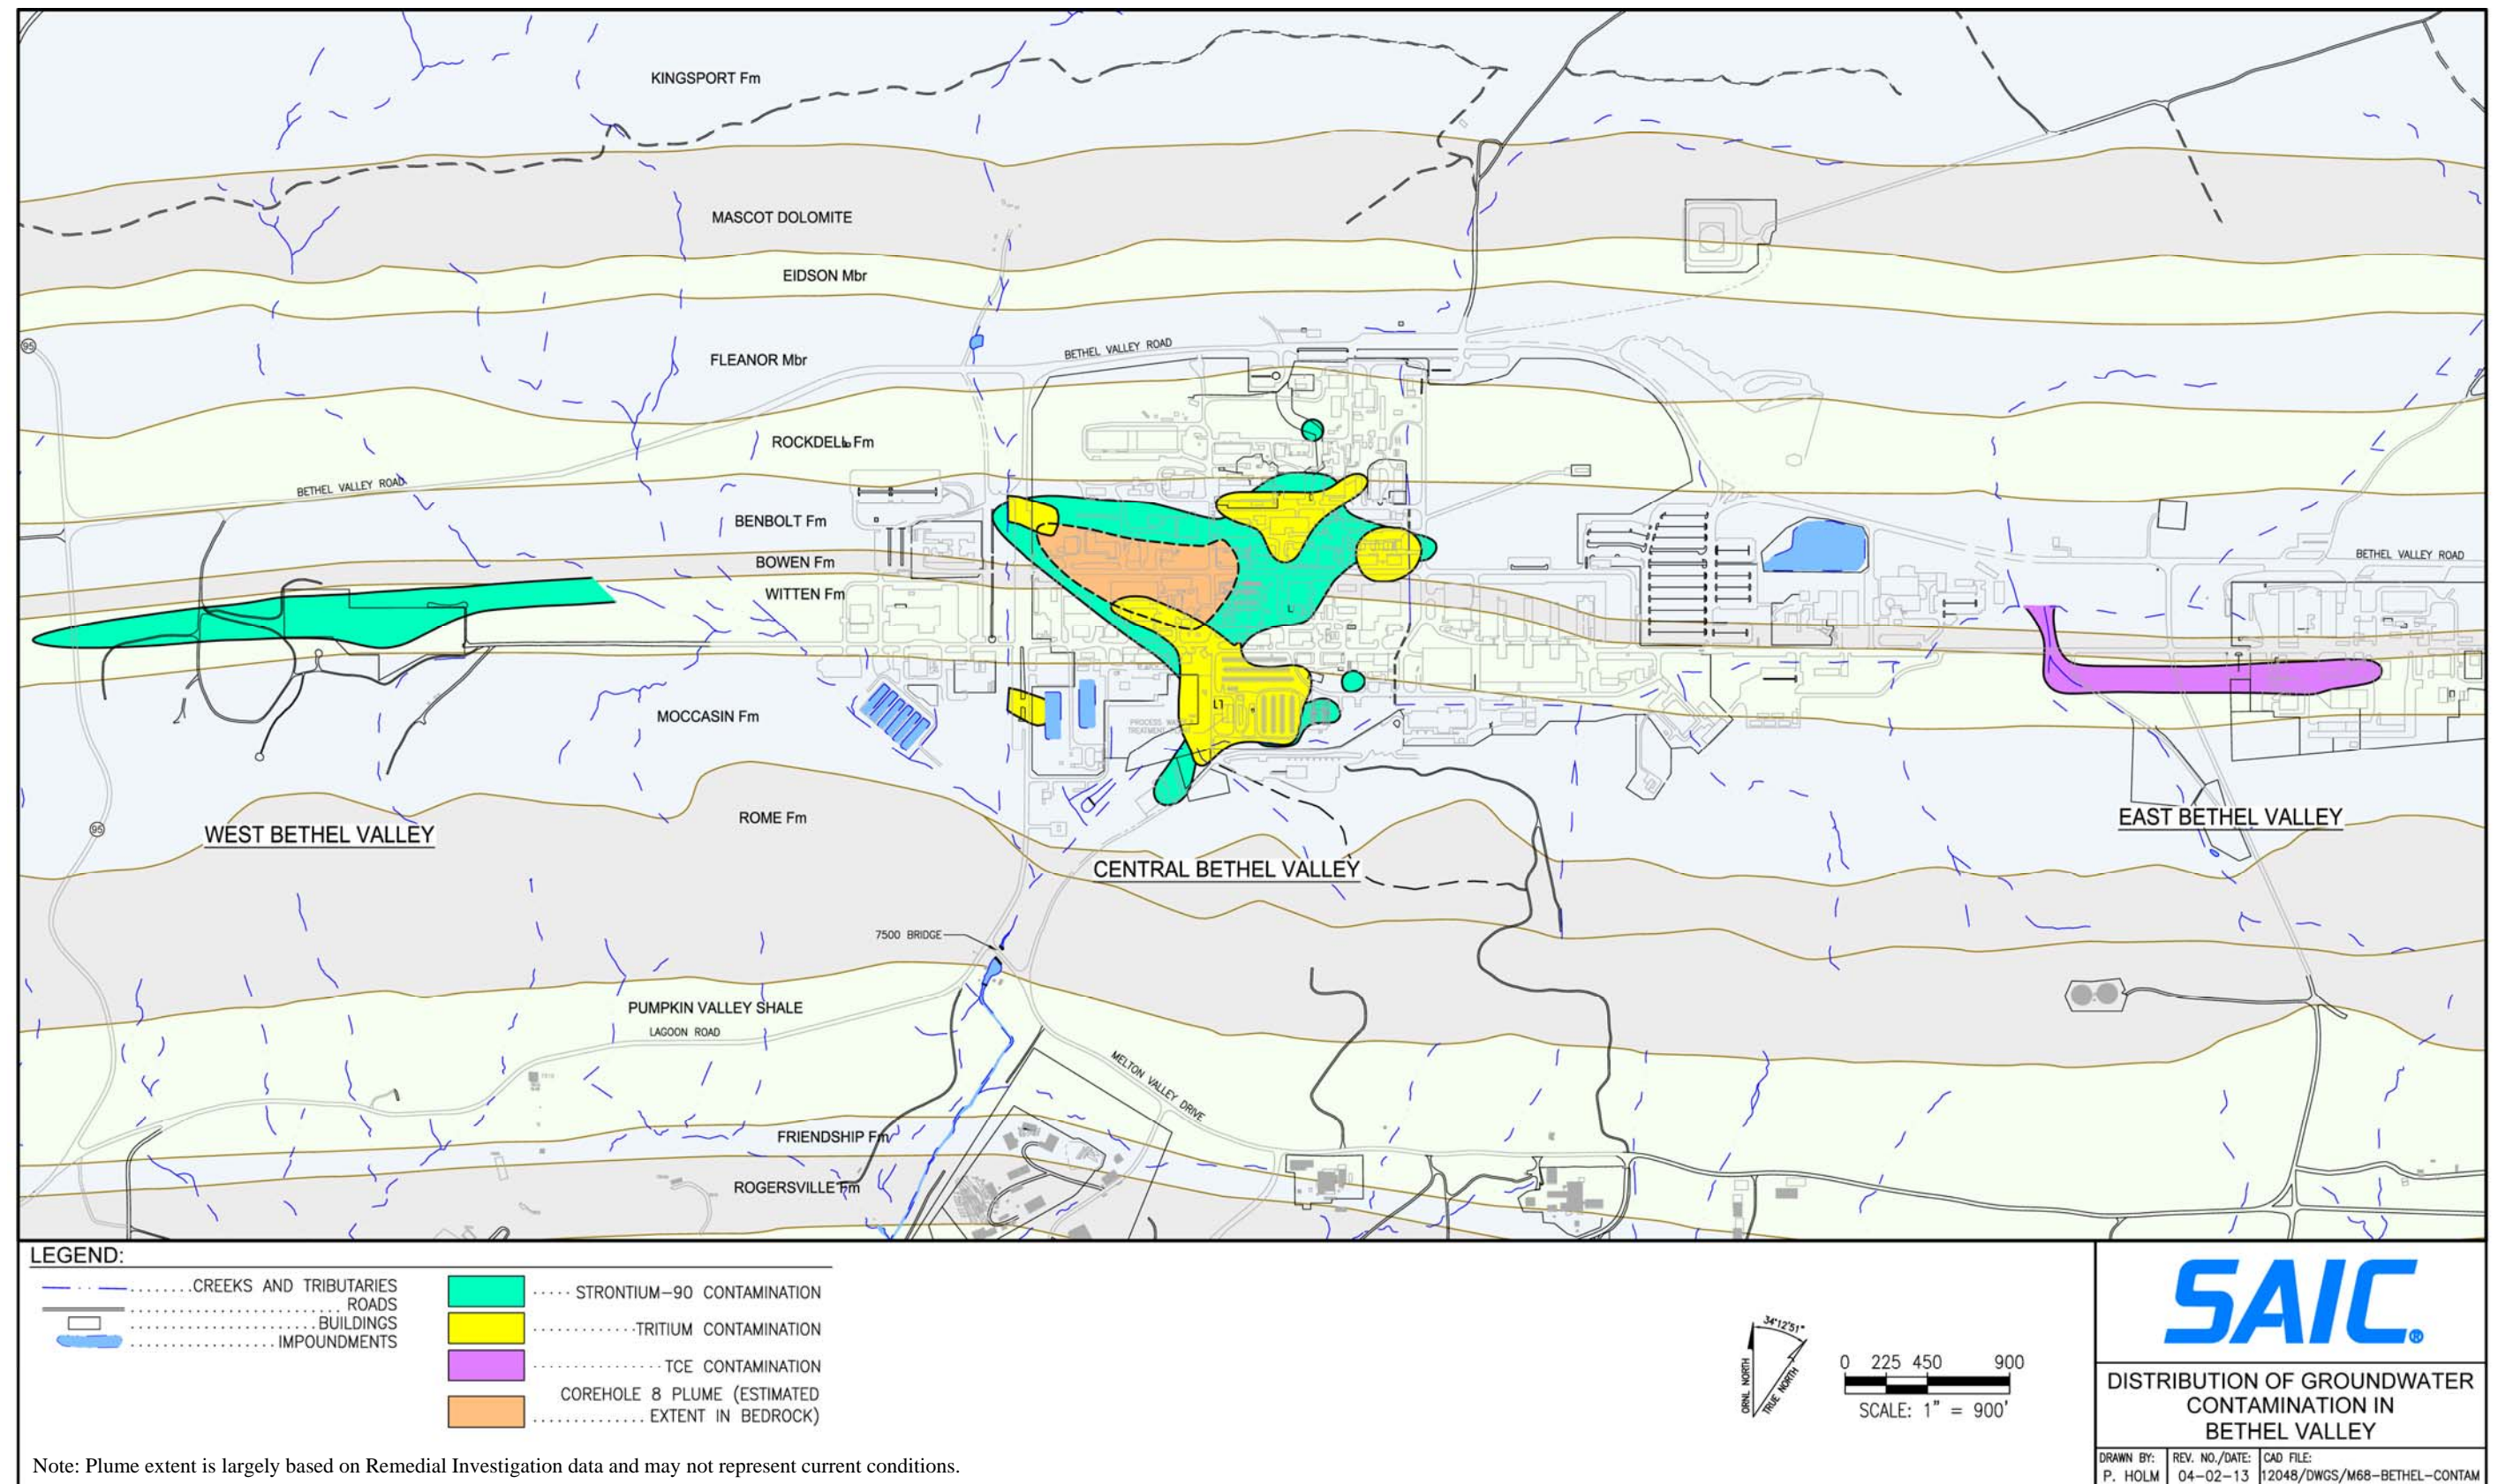 KINGSPORT Fm
MASCOT DOLOMITE
EIDSON Mbr
95
BETHEL VALLEY ROAD
FLEANOR Mbr
ROCKDELL Fm
BETHEL VALLEY ROAD
BENBOLT Fm
BOWEN Fm
BETHEL VALLEY ROAD
WITTEN Fm
MOCCASIN Fm
PROCESS WASTE
TREATMENT
ROME Fm
95
WEST BETHEL VALLEY
EAST BETHEL VALLEY
CENTRAL BETHEL VALLEY
7500 BRIDGE
PUMPKIN VALLEY SHALE
LAGOON ROAD
MELTON VALLEY DRIVE
FRIENDSHIP Fm
ROGERSVILLE Fm
LEGEND:
CREEKS AND TRIBUTARIES
ROADS
BUILDINGS
IMPOUNDMENTS
STRONTIUM-90 CONTAMINATION
TRITIUM CONTAMINATION
TCE CONTAMINATION
COREHOLE 8 PLUME (ESTIMATED
EXTENT IN BEDROCK)
34°12'51"
ORNL NORTH
TRUE NORTH
0 225 450 900
SCALE: 1" = 900'
SAIC®
DISTRIBUTION OF GROUNDWATER
CONTAMINATION IN
BETHEL VALLEY
DRAWN BY: REV. NO./DATE: CAD FILE:
P. HOLM 04-02-13 12048/DWGS/M68-BETHEL-CONTAM
Note: Plume extent is largely based on Remedial Investigation data and may not represent current conditions.